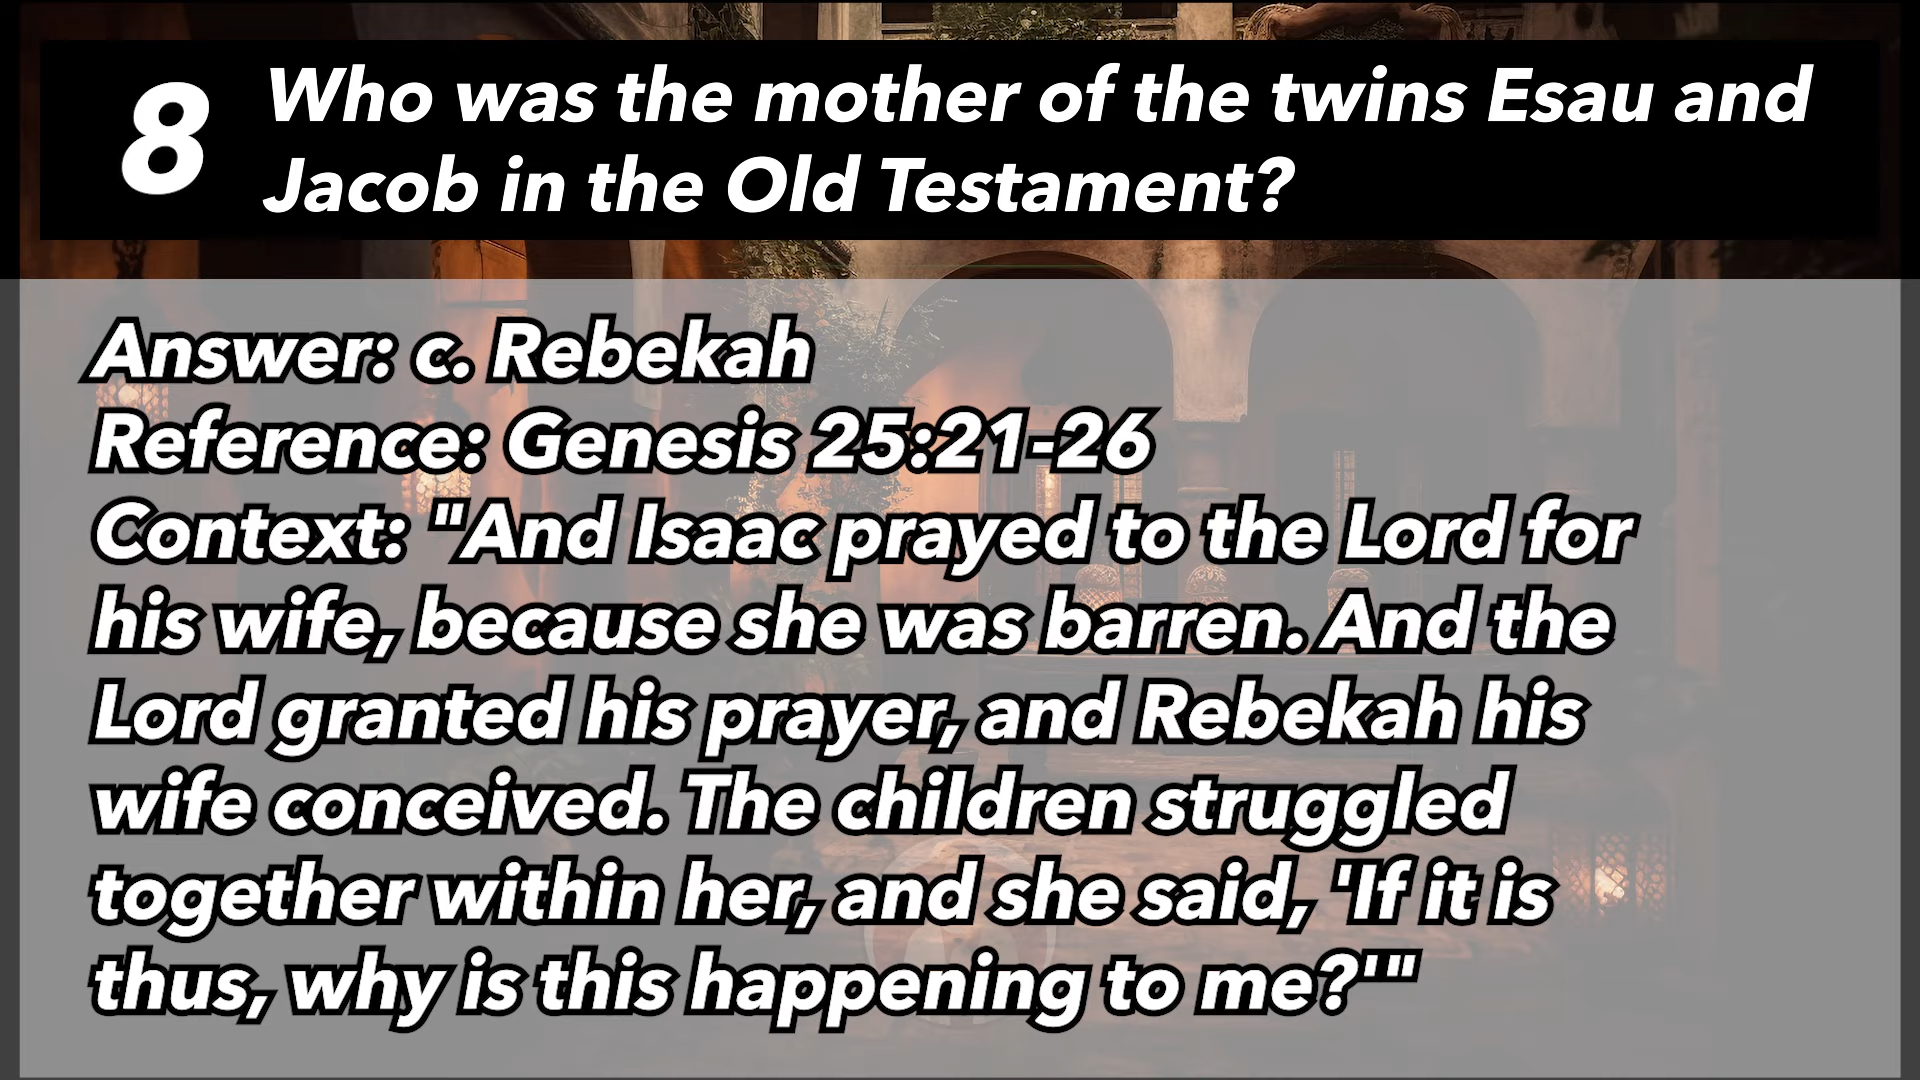 8
Who was the mother of the twins Esau and
Jacob in the Old Testament?
Answer: c. Rebekah
Reference: Genesis 25:21-26
Context: "And Isaac prayed to the Lord for
his wife, because she was barren. And the
Lord granted his prayer, and Rebekah his
wife conceived. The children struggled
together within her, and she said, 'If it is
thus, why is this happening to me?'"